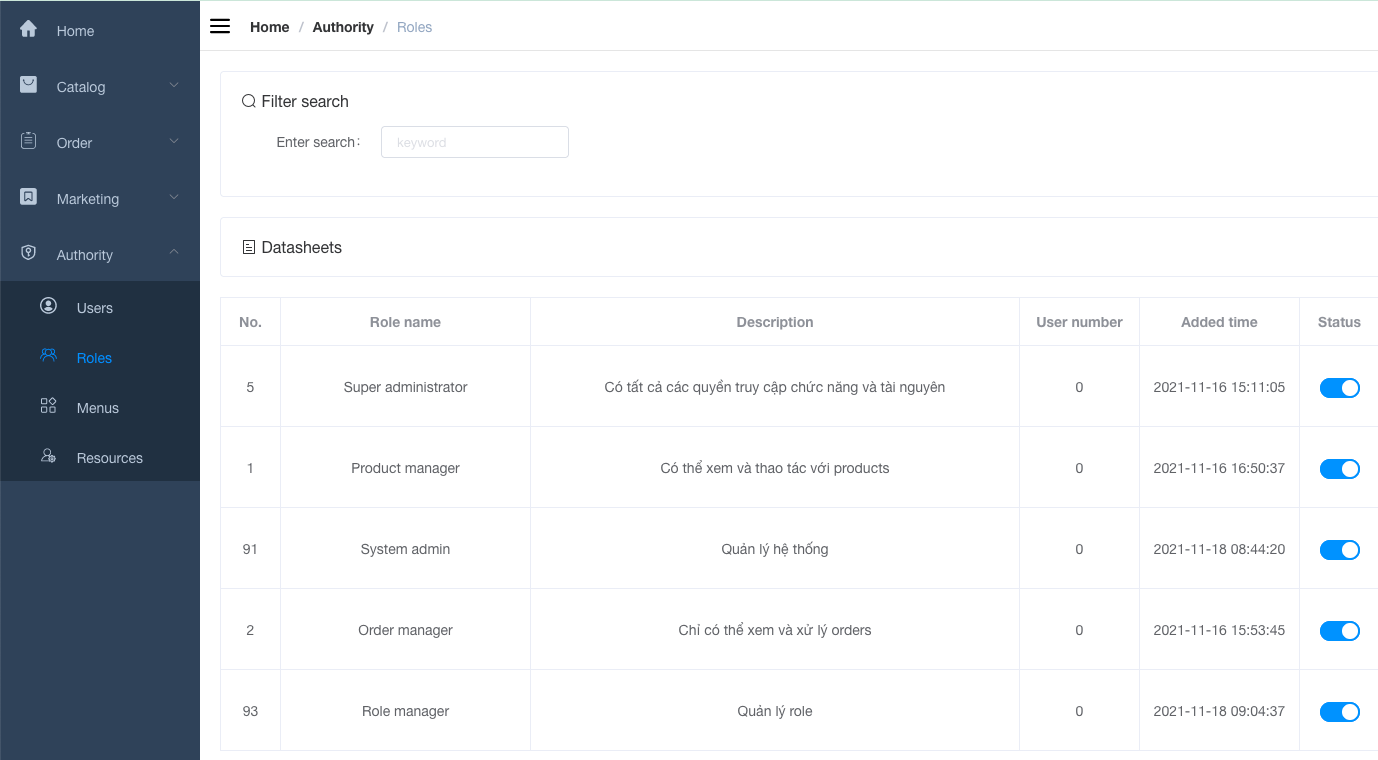 Home
Catalog
Order
Marketing
Authority
Users
Roles
Menus
Resources
Home / Authority / Roles
Filter search
Enter search:
keyword
Datasheets
No. Role name Description User number Added time Status
5 Super administrator Có tất cả các quyền truy cập chức năng và tài nguyên 0 2021-11-16 15:11:05
1 Product manager Có thể xem và thao tác với products 0 2021-11-16 16:50:37
91 System admin Quản lý hệ thống 0 2021-11-18 08:44:20
2 Order manager Chỉ có thể xem và xử lý orders 0 2021-11-16 15:53:45
93 Role manager Quản lý role 0 2021-11-18 09:04:37